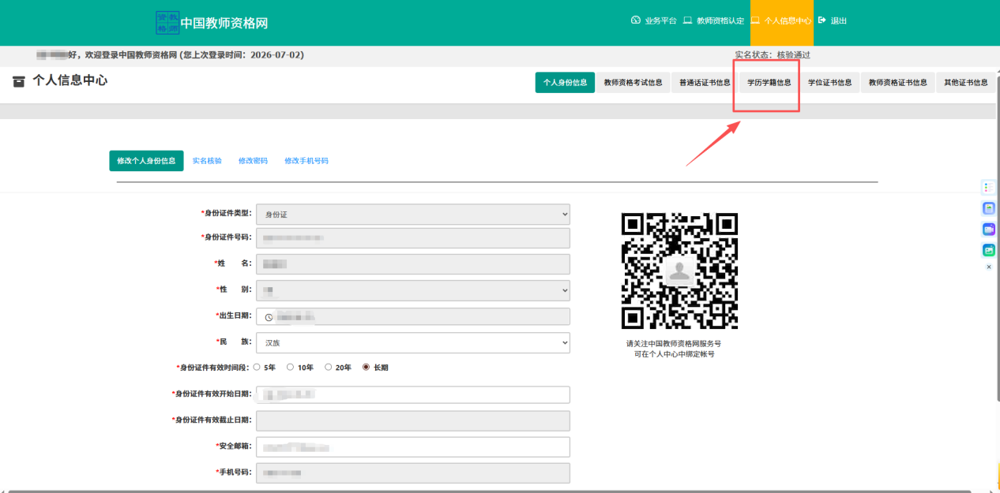 资教
格师
中国教师资格网
业务平台 教师资格认定 个人信息中心 退出
好，欢迎登录中国教师资格网 (您上次登录时间：2026-07-02)
实名状态：核验通过
个人信息中心
个人身份信息 教师资格考试信息 普通话证书信息 学历学籍信息 学位证书信息 教师资格证书信息 其他证书信息
修改个人身份信息 实名核验 修改密码 修改手机号码
*身份证件类型： 身份证
*身份证件号码：
*姓 名：
*性 别：
*出生日期：
*民 族： 汉族
*身份证件有效时间段： 5年 10年 20年 长期
*身份证件有效开始日期：
*身份证件有效截止日期：
*安全邮箱：
*手机号码：
请关注中国教师资格网服务号
可在个人中心中绑定帐号